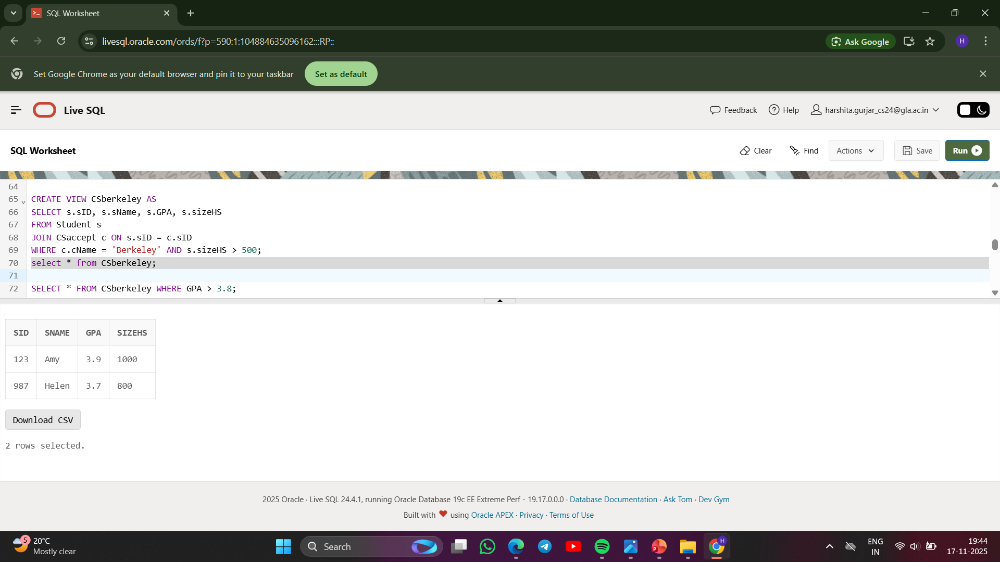 SQL Worksheet
livesql.oracle.com/ords/f?p=590:1:104884635096162:::RP::
Ask Google
H
Set Google Chrome as your default browser and pin it to your taskbar
Set as default
Live SQL
Feedback
Help
harshita.gurjar_cs24@gla.ac.in
SQL Worksheet
Clear
Find
Actions
Save
Run
64
65 CREATE VIEW CSberkeley AS
66 SELECT s.sID, s.sName, s.GPA, s.sizeHS
67 FROM Student s
68 JOIN CSaccept c ON s.sID = c.sID
69 WHERE c.cName = 'Berkeley' AND s.sizeHS > 500;
70 select * from CSberkeley;
71
72 SELECT * FROM CSberkeley WHERE GPA > 3.8;
SID SNAME GPA SIZEHS
123 Amy 3.9 1000
987 Helen 3.7 800
Download CSV
2 rows selected.
2025 Oracle · Live SQL 24.4.1, running Oracle Database 19c EE Extreme Perf - 19.17.0.0.0 · Database Documentation · Ask Tom · Dev Gym
Built with ❤ using Oracle APEX · Privacy · Terms of Use
5
20°C
Mostly clear
Search
P
H
ENG
IN
19:44
17-11-2025